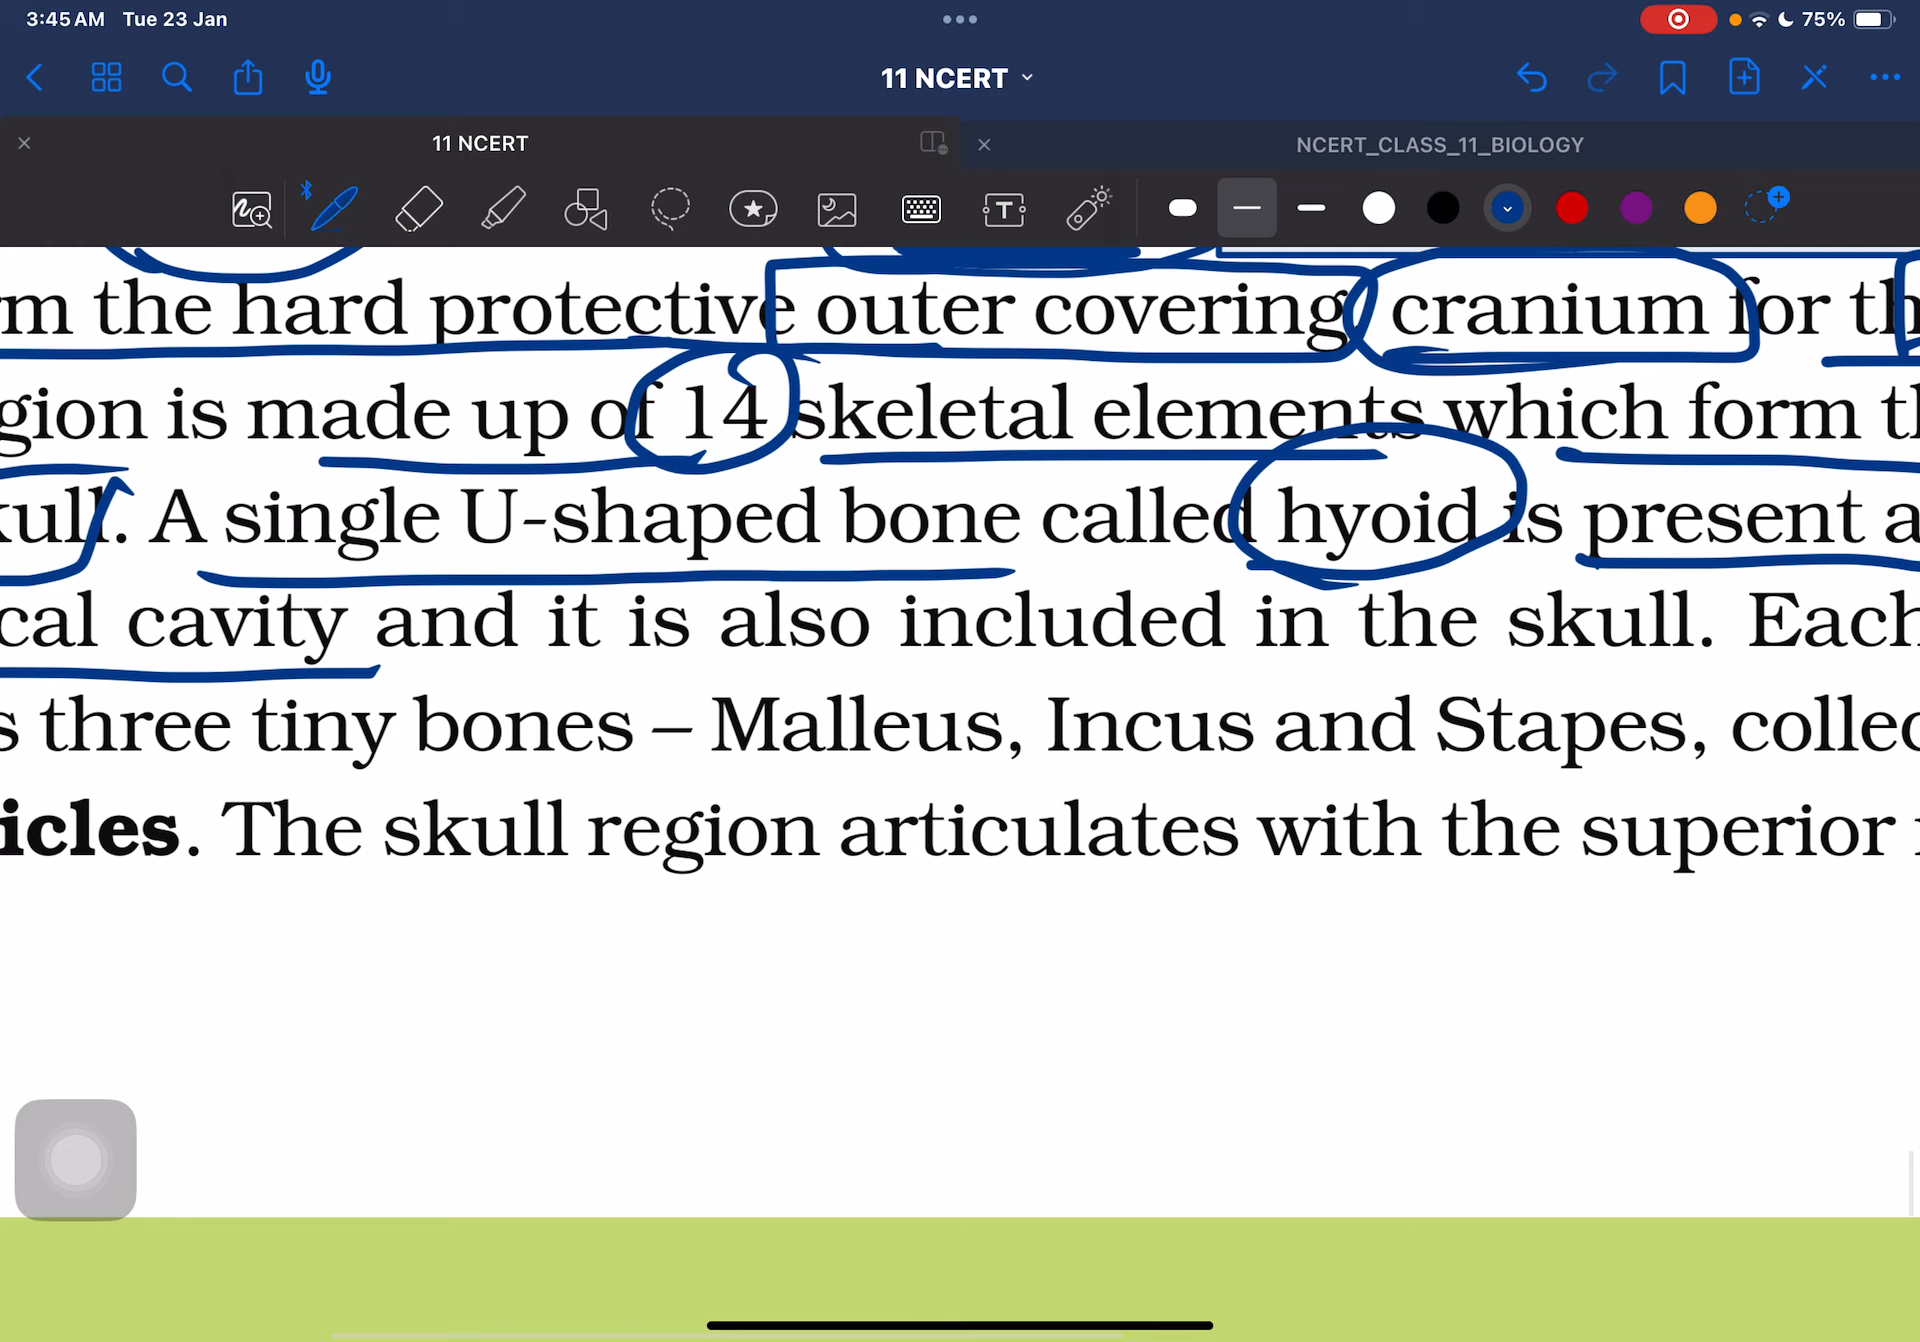 3:45 AM Tue 23 Jan 75%
11 NCERT
11 NCERT NCERT_CLASS_11_BIOLOGY
m the hard protective outer covering, cranium for th
gion is made up of 14 skeletal elements which form t
kull. A single U-shaped bone called hyoid is present a
cal cavity and it is also included in the skull. Each
s three tiny bones – Malleus, Incus and Stapes, collec
icles. The skull region articulates with the superior